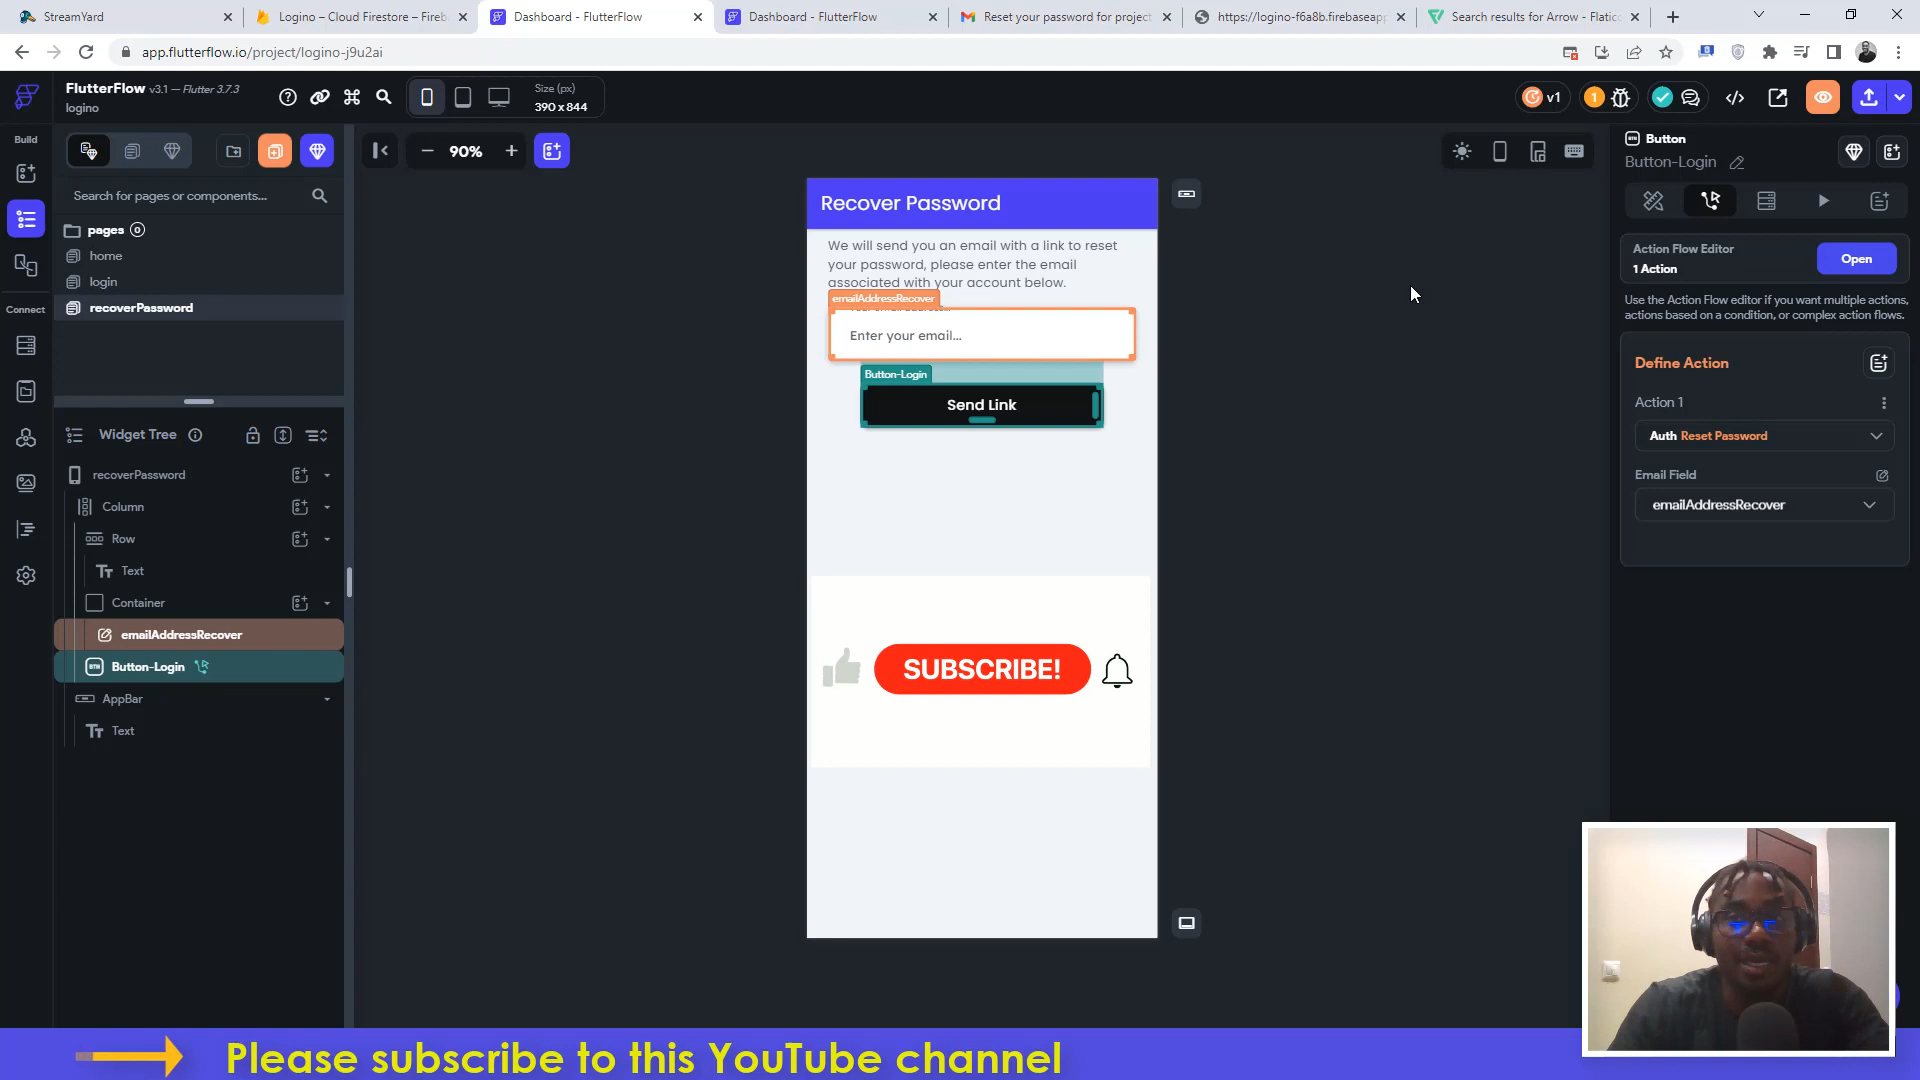 StreamYard
Logino – Cloud Firestore – Fireb
Dashboard - FlutterFlow
Dashboard - FlutterFlow
Reset your password for project
https://logino-f6a8b.firebaseapp
Search results for Arrow - Flatic
app.flutterflow.io/project/logino-j9u2ai
FlutterFlow v3.1 — Flutter 3.7.3
logino
Size (px)
390 x 844
v1
1
Build
90%
Button
Button-Login
Search for pages or components...
pages 0
home
login
recoverPassword
Connect
Widget Tree
recoverPassword
Column
Row
Text
Container
emailAddressRecover
Button-Login
AppBar
Text
Recover Password
We will send you an email with a link to reset
your password, please enter the email
associated with your account below.
emailAddressRecover
Enter your email...
Button-Login
Send Link
SUBSCRIBE!
Action Flow Editor
1 Action
Open
Use the Action Flow editor if you want multiple actions,
actions based on a condition, or complex action flows.
Define Action
Action 1
Auth Reset Password
Email Field
emailAddressRecover
Please subscribe to this YouTube channel